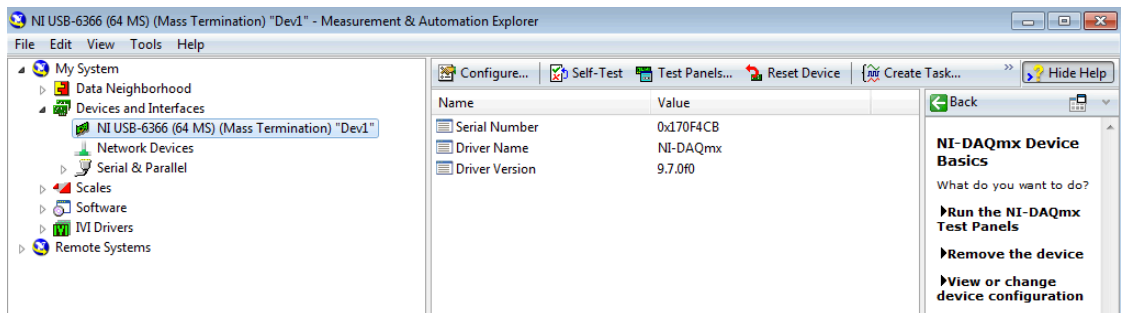 NI USB-6366 (64 MS) (Mass Termination) "Dev1" - Measurement & Automation Explorer
File Edit View Tools Help
My System
Data Neighborhood
Devices and Interfaces
NI USB-6366 (64 MS) (Mass Termination) "Dev1"
Network Devices
Serial & Parallel
Scales
Software
IVI Drivers
Remote Systems
Configure... Self-Test Test Panels... Reset Device Create Task... » Hide Help
Name Value
Serial Number 0x170F4CB
Driver Name NI-DAQmx
Driver Version 9.7.0f0
Back
NI-DAQmx Device
Basics
What do you want to do?
Run the NI-DAQmx
Test Panels
Remove the device
View or change
device configuration